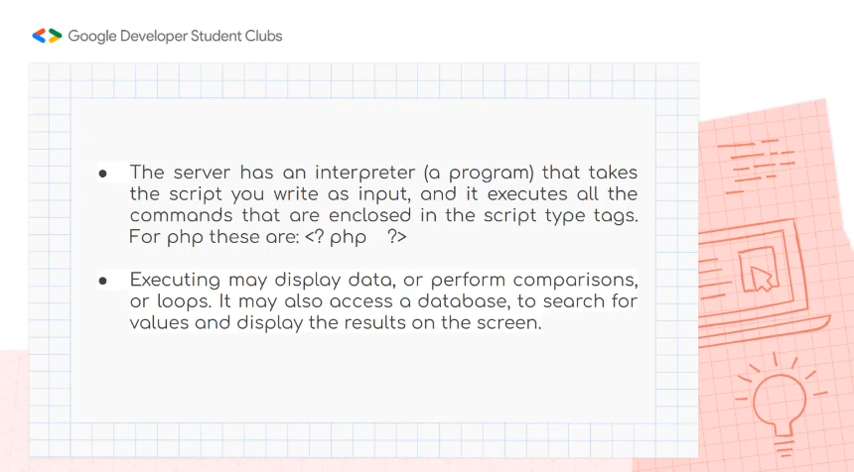 Google Developer Student Clubs
● The server has an interpreter (a program) that takes
the script you write as input, and it executes all the
commands that are enclosed in the script type tags.
For php these are: <? php ?>
● Executing may display data, or perform comparisons,
or loops. It may also access a database, to search for
values and display the results on the screen.